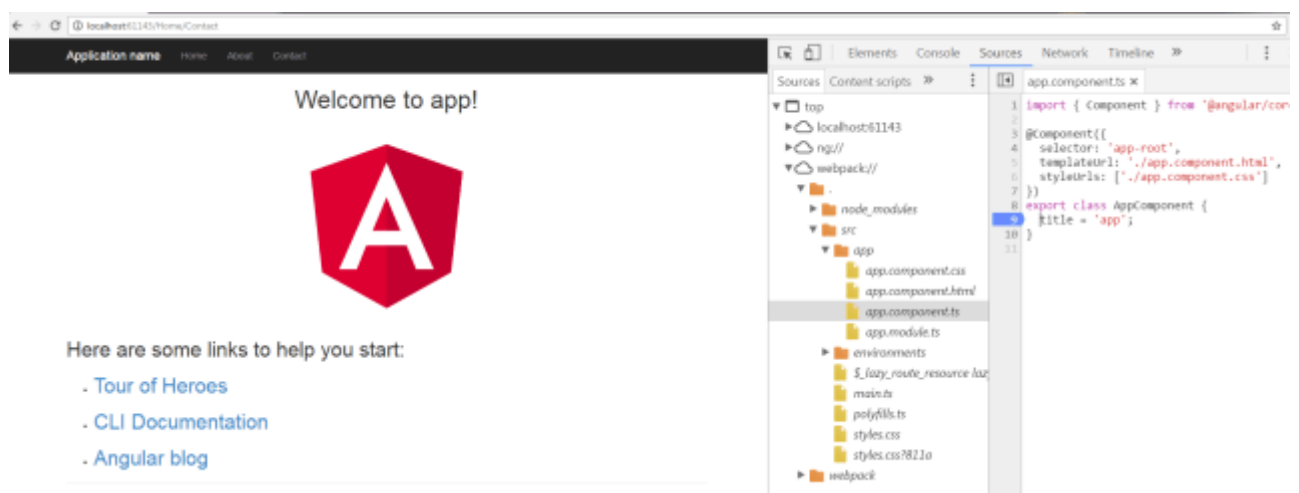 localhost:61143/Home/Contact
Application name Home About Contact
Welcome to app!
A
Here are some links to help you start:
- Tour of Heroes
- CLI Documentation
- Angular blog
Elements Console Sources Network Timeline »
Sources Content scripts »
top
localhost:61143
ng://
webpack://
.
node_modules
src
app
app.component.css
app.component.html
app.component.ts
app.module.ts
environments
$_lazy_route_resource laz
main.ts
polyfills.ts
styles.css
styles.css?811a
webpack
app.component.ts ×
1 import { Component } from '@angular/cor
2
3 @Component({
4 selector: 'app-root',
5 templateUrl: './app.component.html',
6 styleUrls: ['./app.component.css']
7 })
8 export class AppComponent {
9 title = 'app';
10 }
11